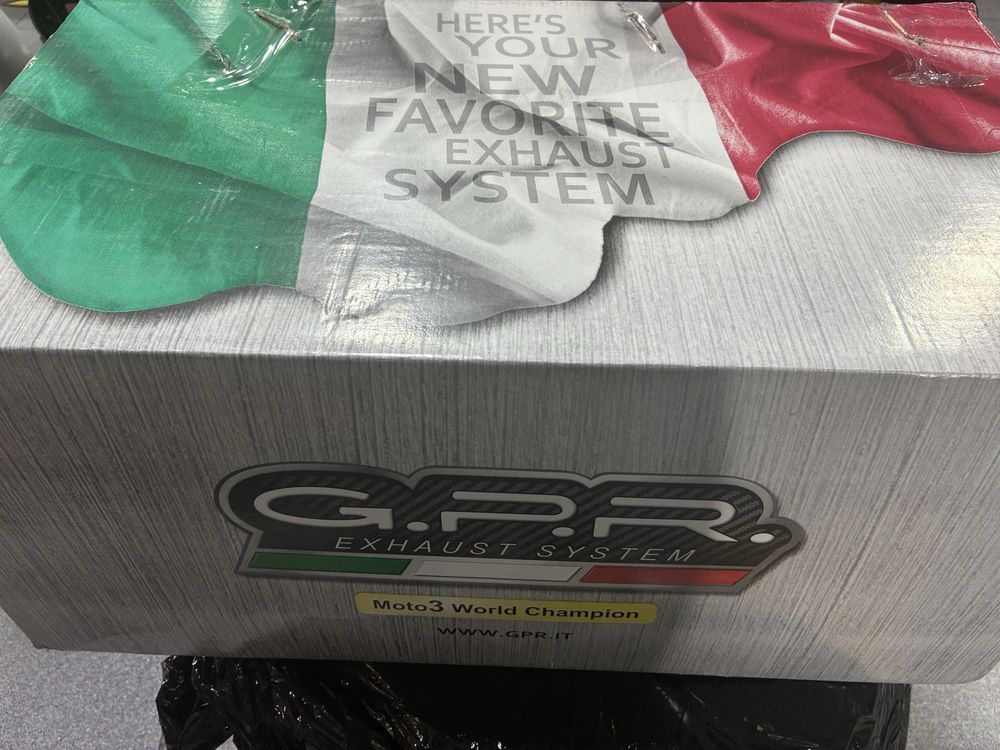 HERE'S
YOUR
NEW
FAVORITE
EXHAUST
SYSTEM
G.P.R.
EXHAUST SYSTEM
Moto3 World Champion
WWW.GPR.IT